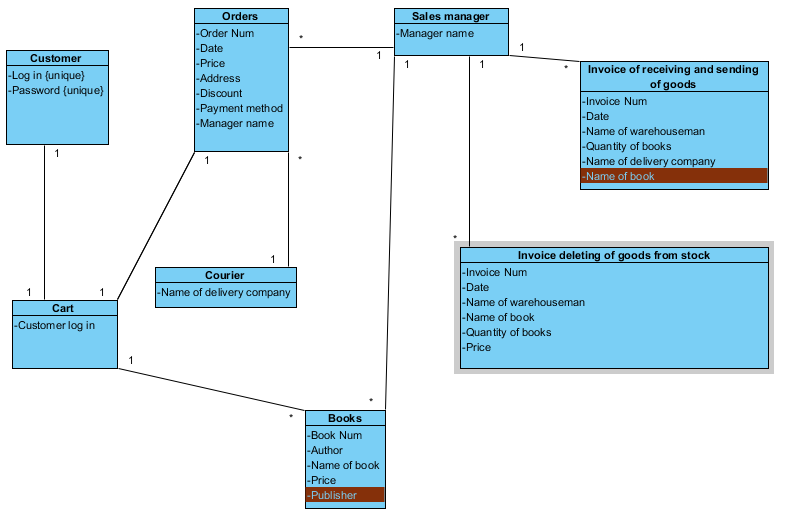 Customer
-Log in {unique}
-Password {unique}
1
Orders
-Order Num
-Date
-Price
-Address
-Discount
-Payment method
-Manager name
*
1
*
Sales manager
-Manager name
1
1
1
1
*
Invoice of receiving and sending
of goods
-Invoice Num
-Date
-Name of warehouseman
-Quantity of books
-Name of delivery company
-Name of book
*
Invoice deleting of goods from stock
-Invoice Num
-Date
-Name of warehouseman
-Name of book
-Quantity of books
-Price
1
Courier
-Name of delivery company
1
1
Cart
-Customer log in
1
*
*
Books
-Book Num
-Author
-Name of book
-Price
-Publisher